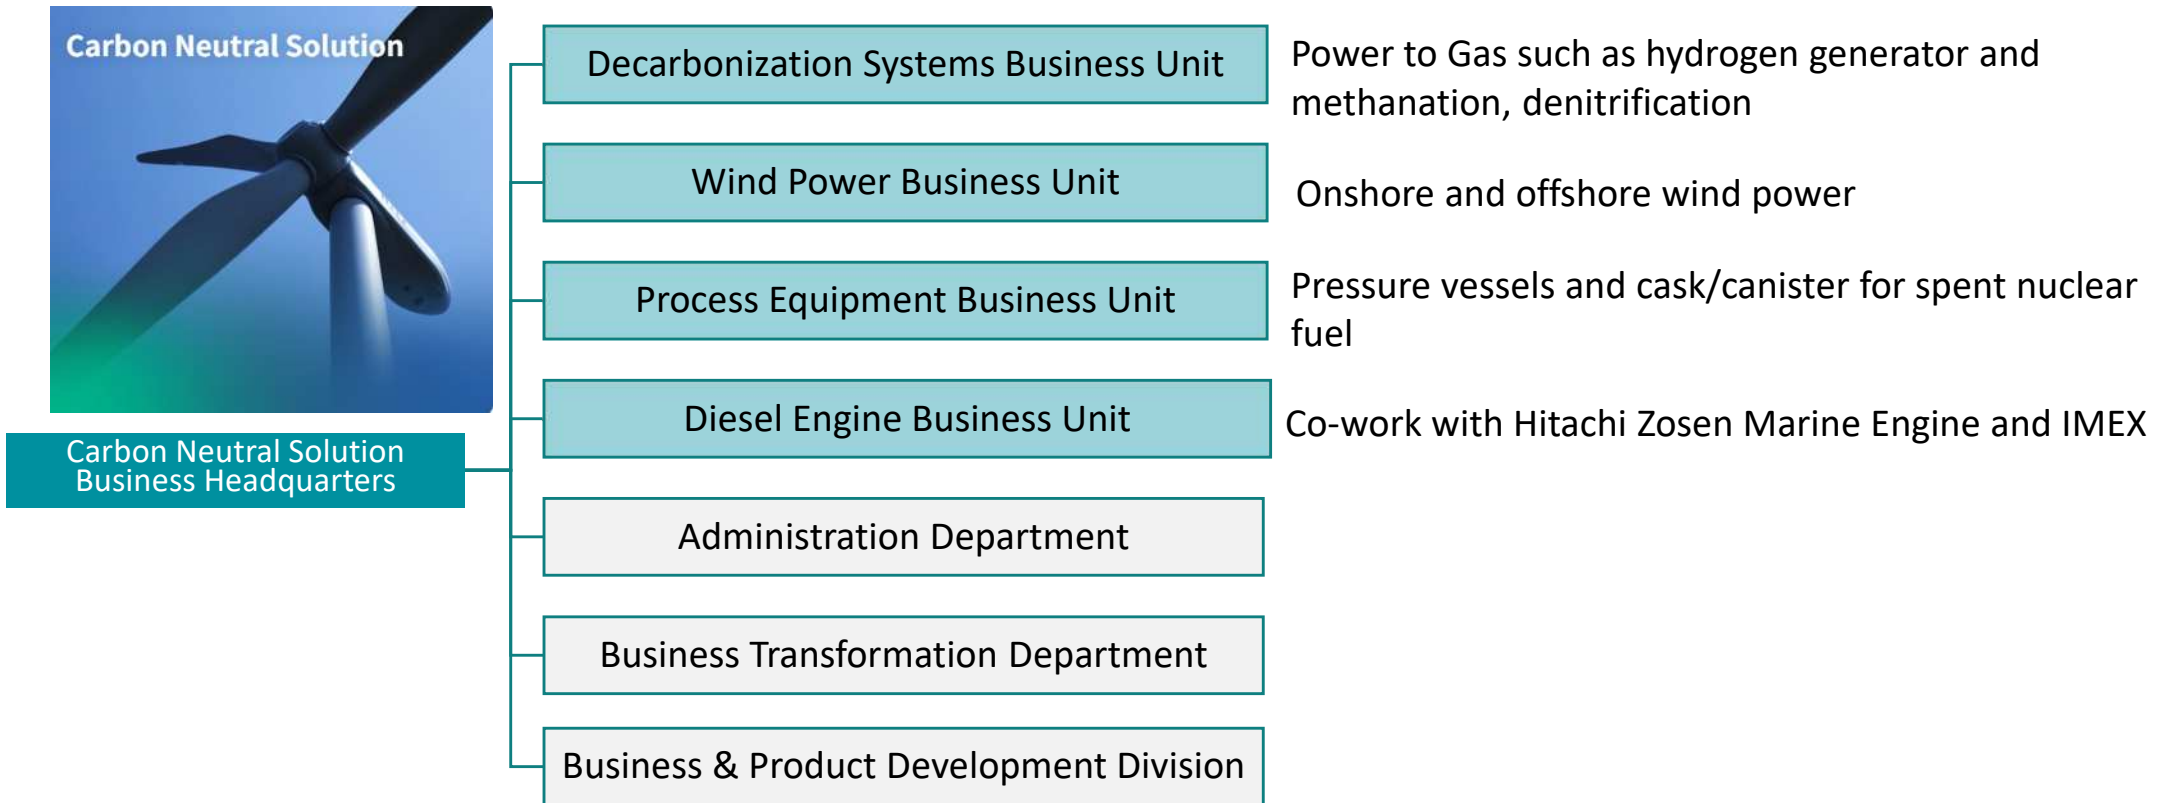 Carbon Neutral Solution
Carbon Neutral Solution
Business Headquarters
Decarbonization Systems Business Unit
Power to Gas such as hydrogen generator and
methanation, denitrification
Wind Power Business Unit
Onshore and offshore wind power
Process Equipment Business Unit
Pressure vessels and cask/canister for spent nuclear
fuel
Diesel Engine Business Unit
Co-work with Hitachi Zosen Marine Engine and IMEX
Administration Department
Business Transformation Department
Business & Product Development Division